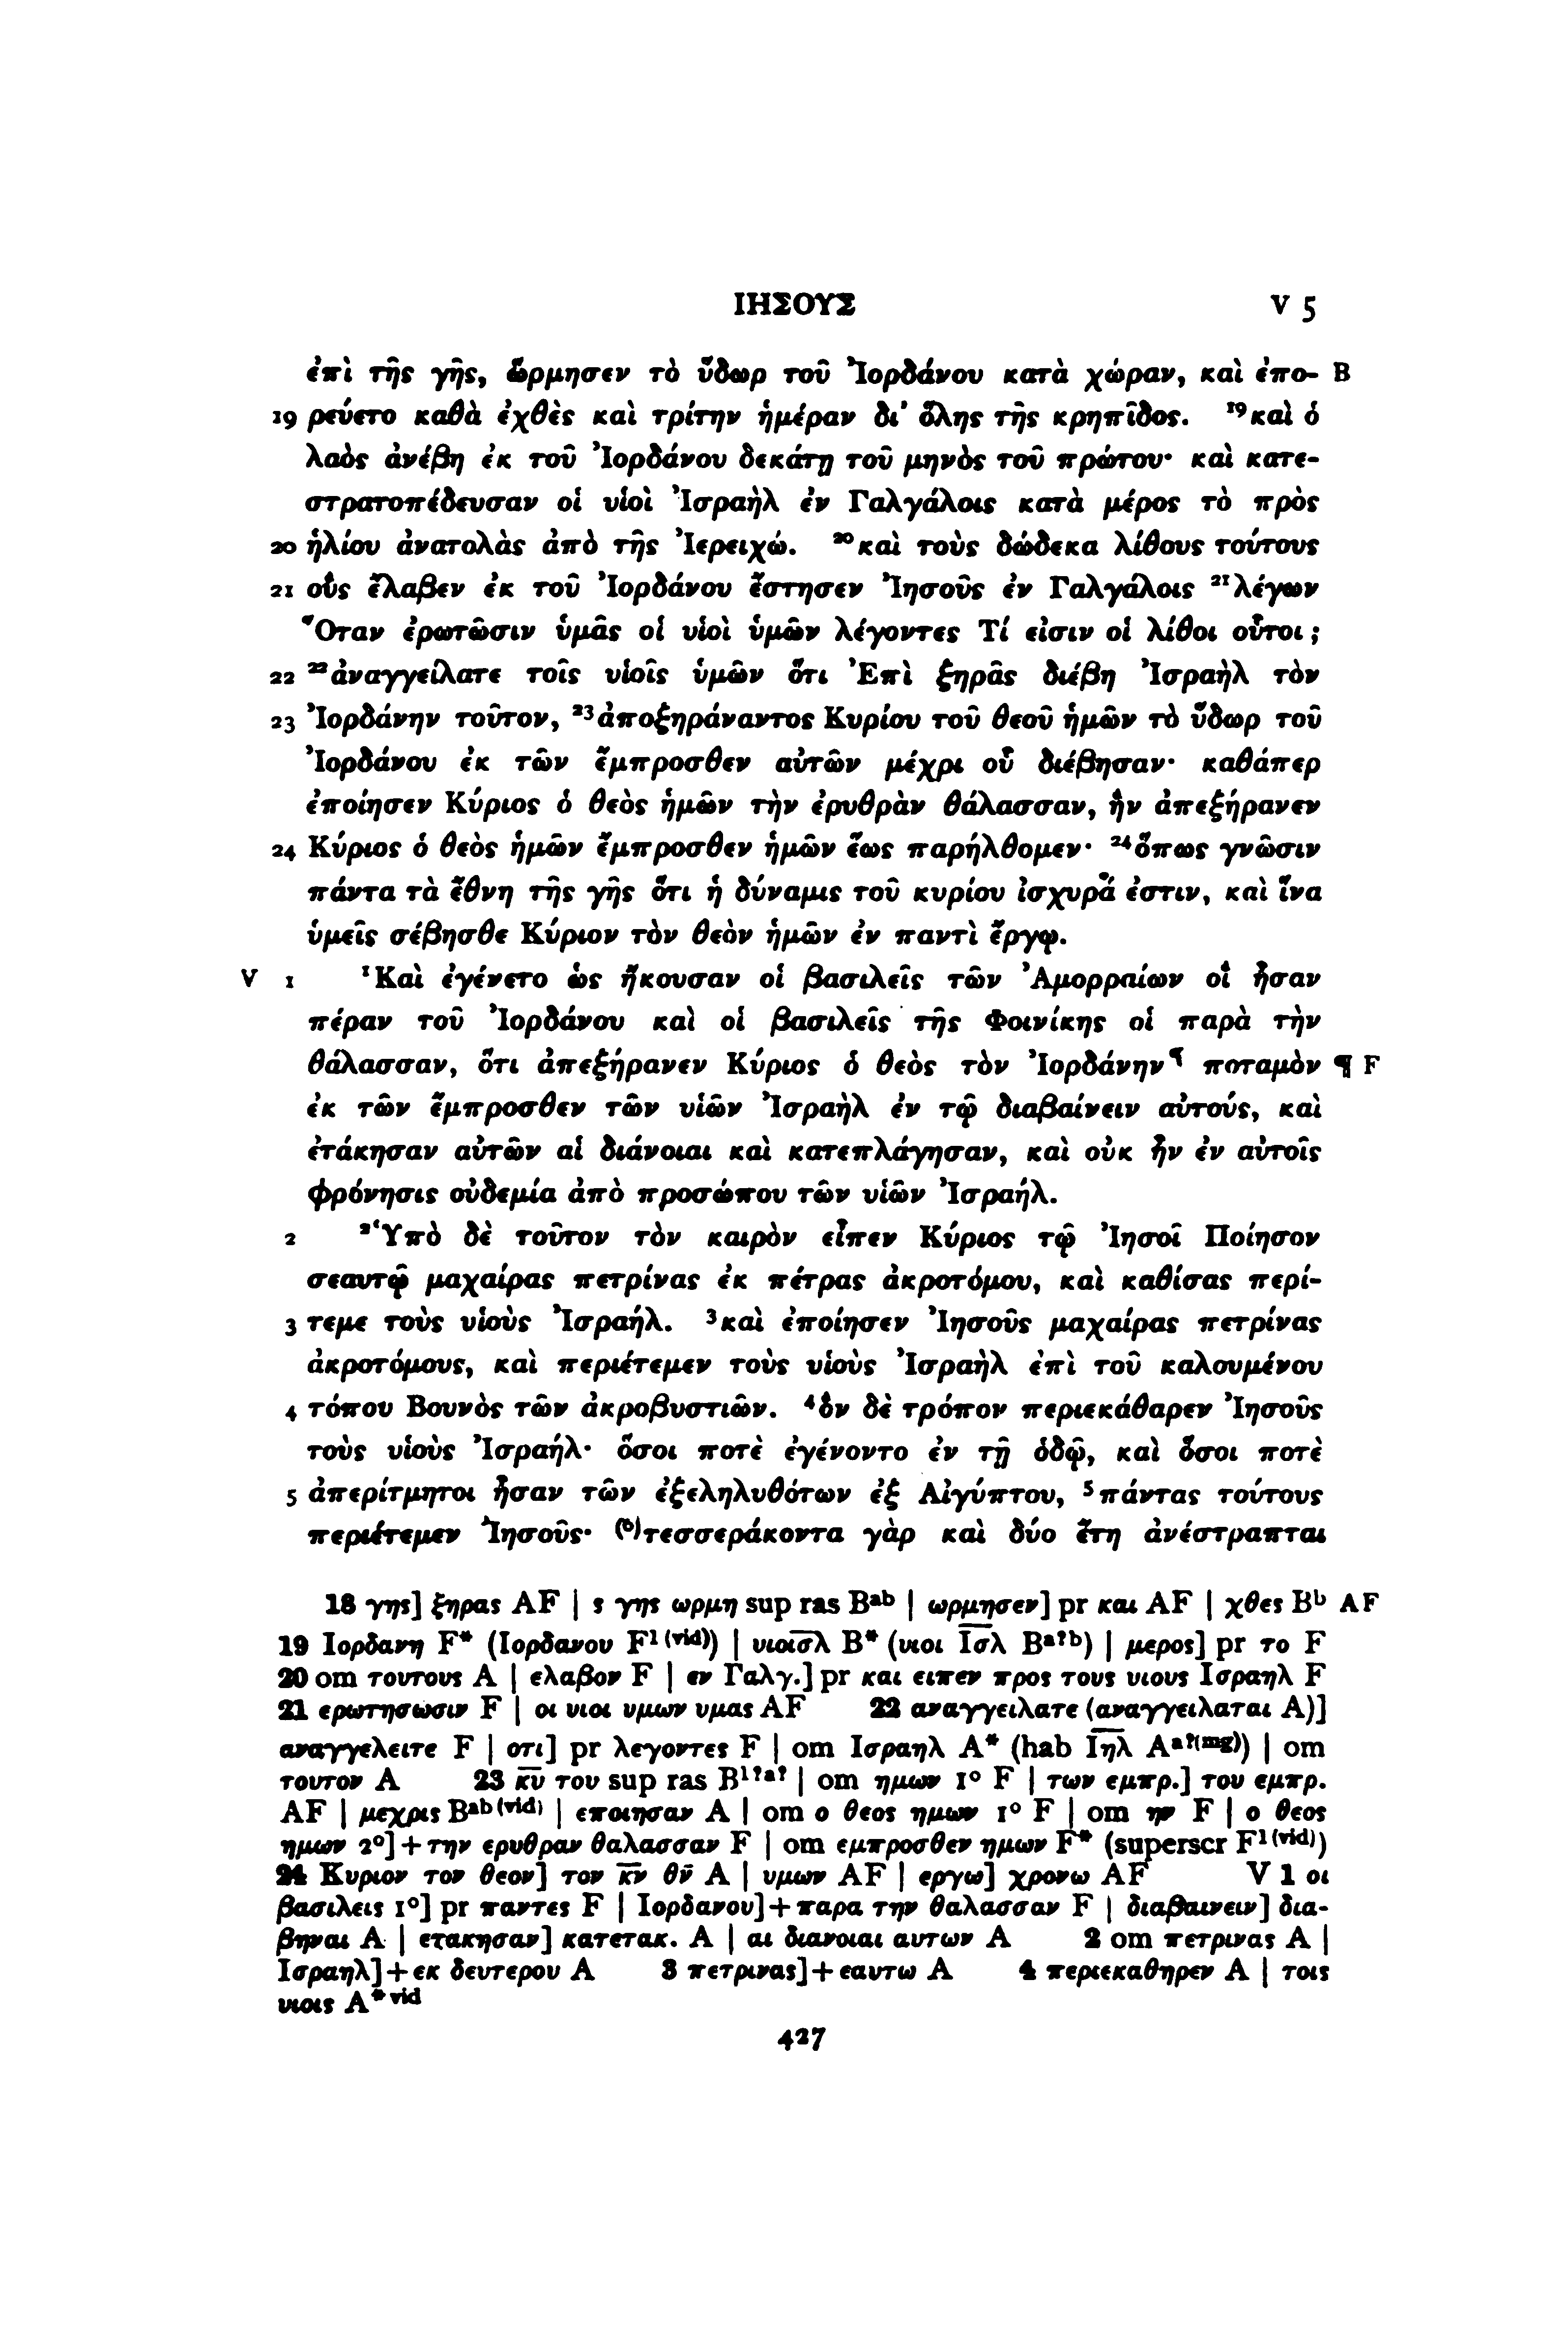 ΙΗΣΟΥΣ V 5
ἐπὶ τῆς γῆς, ὥρμησεν τὸ ὕδωρ τοῦ Ἰορδάνου κατὰ χώραν, καὶ ἐπο- B
19 ρεύετο καθὰ ἐχθὲς καὶ τρίτην ἡμέραν δι’ ὅλης τῆς κρηπῖδος. ¹⁹καὶ ὁ
λαὸς ἀνέβη ἐκ τοῦ Ἰορδάνου δεκάτῃ τοῦ μηνὸς τοῦ πρώτου· καὶ κατε-
στρατοπέδευσαν οἱ υἱοὶ Ἰσραὴλ ἐν Γαλγάλοις κατὰ μέρος τὸ πρὸς
20 ἡλίου ἀνατολὰς ἀπὸ τῆς Ἰερειχώ. ²⁰καὶ τοὺς δώδεκα λίθους τούτους
21 οὓς ἔλαβεν ἐκ τοῦ Ἰορδάνου ἔστησεν Ἰησοῦς ἐν Γαλγάλοις ²¹λέγων
Ὅταν ἐρωτῶσιν ὑμᾶς οἱ υἱοὶ ὑμῶν λέγοντες Τί εἰσιν οἱ λίθοι οὗτοι;
22 ²²ἀναγγείλατε τοῖς υἱοῖς ὑμῶν ὅτι Ἐπὶ ξηρᾶς διέβη Ἰσραὴλ τὸν
23 Ἰορδάνην τοῦτον, ²³ἀποξηράναντος Κυρίου τοῦ θεοῦ ἡμῶν τὸ ὕδωρ τοῦ
Ἰορδάνου ἐκ τῶν ἔμπροσθεν αὐτῶν μέχρι οὗ διέβησαν· καθάπερ
ἐποίησεν Κύριος ὁ θεὸς ἡμῶν τὴν ἐρυθρὰν θάλασσαν, ἣν ἀπεξήρανεν
24 Κύριος ὁ θεὸς ἡμῶν ἔμπροσθεν ἡμῶν ἕως παρήλθομεν· ²⁴ὅπως γνῶσιν
πάντα τὰ ἔθνη τῆς γῆς ὅτι ἡ δύναμις τοῦ κυρίου ἰσχυρά ἐστιν, καὶ ἵνα
ὑμεῖς σέβησθε Κύριον τὸν θεὸν ἡμῶν ἐν παντὶ ἔργῳ.
V 1 ¹Καὶ ἐγένετο ὡς ἤκουσαν οἱ βασιλεῖς τῶν Ἀμορραίων οἳ ἦσαν
πέραν τοῦ Ἰορδάνου καὶ οἱ βασιλεῖς τῆς Φοινίκης οἱ παρὰ τὴν
θάλασσαν, ὅτι ἀπεξήρανεν Κύριος ὁ θεὸς τὸν Ἰορδάνην¶ ποταμὸν ¶ F
ἐκ τῶν ἔμπροσθεν τῶν υἱῶν Ἰσραὴλ ἐν τῷ διαβαίνειν αὐτούς, καὶ
ἐτάκησαν αὐτῶν αἱ διάνοιαι καὶ κατεπλάγησαν, καὶ οὐκ ἦν ἐν αὐτοῖς
φρόνησις οὐδεμία ἀπὸ προσώπου τῶν υἱῶν Ἰσραήλ.
2 ²Ὑπὸ δὲ τοῦτον τὸν καιρὸν εἶπεν Κύριος τῷ Ἰησοῖ Ποίησον
σεαυτῷ μαχαίρας πετρίνας ἐκ πέτρας ἀκροτόμου, καὶ καθίσας περί-
3 τεμε τοὺς υἱοὺς Ἰσραήλ. ³καὶ ἐποίησεν Ἰησοῦς μαχαίρας πετρίνας
ἀκροτόμους, καὶ περιέτεμεν τοὺς υἱοὺς Ἰσραὴλ ἐπὶ τοῦ καλουμένου
4 τόπου Βουνὸς τῶν ἀκροβυστιῶν. ⁴ὃν δὲ τρόπον περιεκάθαρεν Ἰησοῦς
τοὺς υἱοὺς Ἰσραήλ· ὅσοι ποτὲ ἐγένοντο ἐν τῇ ὁδῷ, καὶ ὅσοι ποτὲ
5 ἀπερίτμητοι ἦσαν τῶν ἐξεληλυθότων ἐξ Αἰγύπτου, ⁵πάντας τούτους
περιέτεμεν Ἰησοῦς· ⁽⁶⁾τεσσεράκοντα γὰρ καὶ δύο ἔτη ἀνέστραπται
18 γης] ξηρας AF | ς γης ωρμη sup ras Bᵃᵇ | ωρμησεν] pr και AF | χθες Bᵇ AF
19 Ιορδανη F* (Ιορδανου F¹⁽ᵛⁱᵈ⁾) | υιοισ̅λ̅ B* (υιοι Ι̅σ̅λ̅ Bᵃ?ᵇ) | μερος] pr το F
20 om τουτους A | ελαβον F | εν Γαλγ.] pr και ειπεν προς τους υιους Ισραηλ F
21 ερωτησωσιν F | οι υιοι υμων υμας AF 22 αναγγειλατε (αναγγειλαται A)]
αναγγελειτε F | οτι] pr λεγοντες F | om Ισραηλ A* (hab Ι̅η̅λ̅ Aᵃ?⁽ᵐᵍ⁾) | om
τουτον A 23 κ̅υ̅ του sup ras B¹?ᵃ? | om ημων 1° F | των εμπρ.] του εμπρ.
AF | μεχρις Bᵃᵇ⁽ᵛⁱᵈ⁾ | εποιησαν A | om ο θεος ημων 1° F | om ην F | ο θεος
ημων 2°]+την ερυθραν θαλασσαν F | om εμπροσθεν ημων F* (superscr F¹⁽ᵛⁱᵈ⁾)
24 Κυριον τον θεον] τον κ̅ν̅ θ̅ν̅ A | υμων AF | εργω] χρονω AF V 1 οι
βασιλεις 1°] pr παντες F | Ιορδανου]+παρα την θαλασσαν F | διαβαινειν] δια-
βηναι A | ετακησαν] κατετακ. A | αι διανοιαι αυτων A 2 om πετρινας A |
Ισραηλ]+εκ δευτερου A 3 πετρινας]+εαυτω A 4 περιεκαθηρεν A | τοις
υιοις A*ᵛⁱᵈ
427